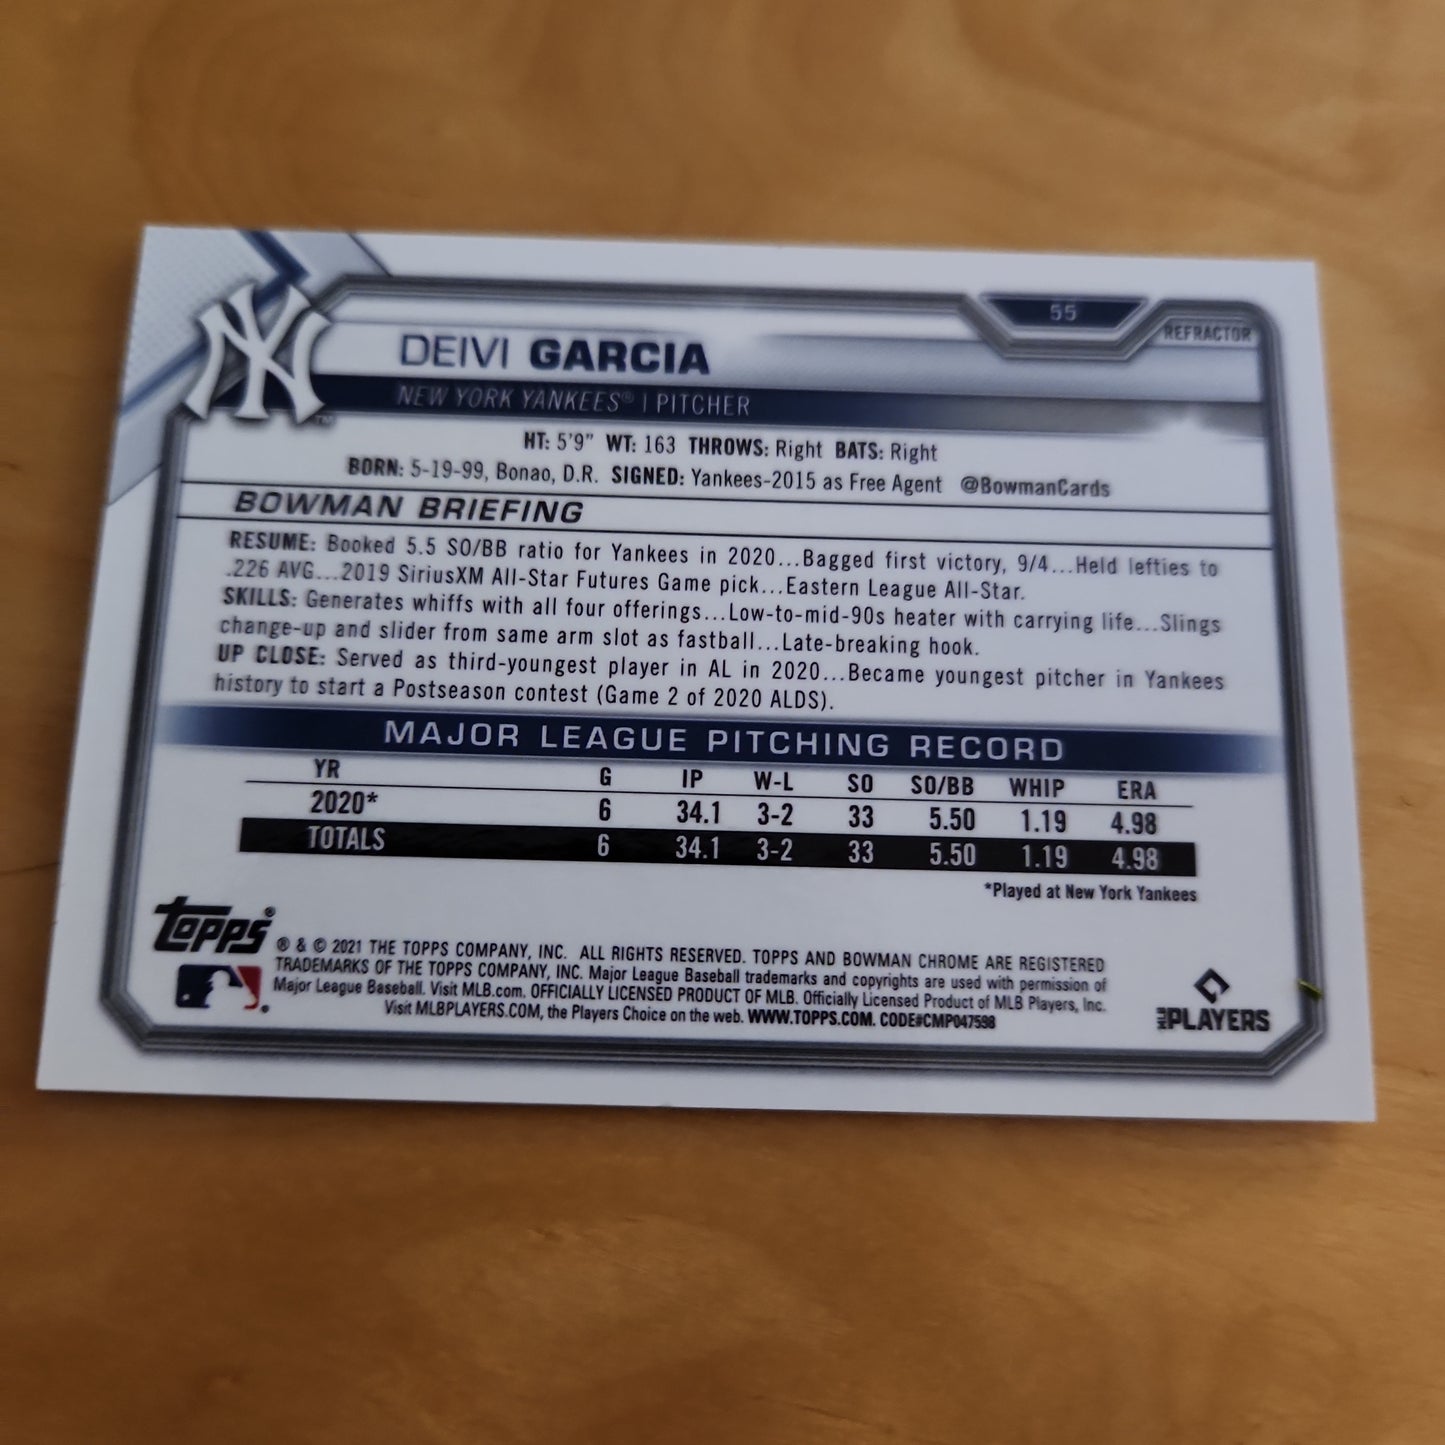 55
REFRACTOR
NY
DEIVI GARCIA
TM
NEW YORK YANKEES® | PITCHER
HT: 5'9" WT: 163 THROWS: Right BATS: Right
BORN: 5-19-99, Bonao, D.R. SIGNED: Yankees-2015 as Free Agent @BowmanCards
BOWMAN BRIEFING
RESUME: Booked 5.5 SO/BB ratio for Yankees in 2020...Bagged first victory, 9/4...Held lefties to
.226 AVG...2019 SiriusXM All-Star Futures Game pick...Eastern League All-Star.
SKILLS: Generates whiffs with all four offerings...Low-to-mid-90s heater with carrying life...Slings
change-up and slider from same arm slot as fastball...Late-breaking hook.
UP CLOSE: Served as third-youngest player in AL in 2020...Became youngest pitcher in Yankees
history to start a Postseason contest (Game 2 of 2020 ALDS).
MAJOR LEAGUE PITCHING RECORD
YR G IP W-L SO SO/BB WHIP ERA
2020* 6 34.1 3-2 33 5.50 1.19 4.98
TOTALS 6 34.1 3-2 33 5.50 1.19 4.98
*Played at New York Yankees
topps®
® & © 2021 THE TOPPS COMPANY, INC. ALL RIGHTS RESERVED. TOPPS AND BOWMAN CHROME ARE REGISTERED
TRADEMARKS OF THE TOPPS COMPANY, INC. Major League Baseball trademarks and copyrights are used with permission of
Major League Baseball. Visit MLB.com. OFFICIALLY LICENSED PRODUCT OF MLB. Officially Licensed Product of MLB Players, Inc.
Visit MLBPLAYERS.COM, the Players Choice on the web. WWW.TOPPS.COM. CODE#CMP047598
MLB PLAYERS